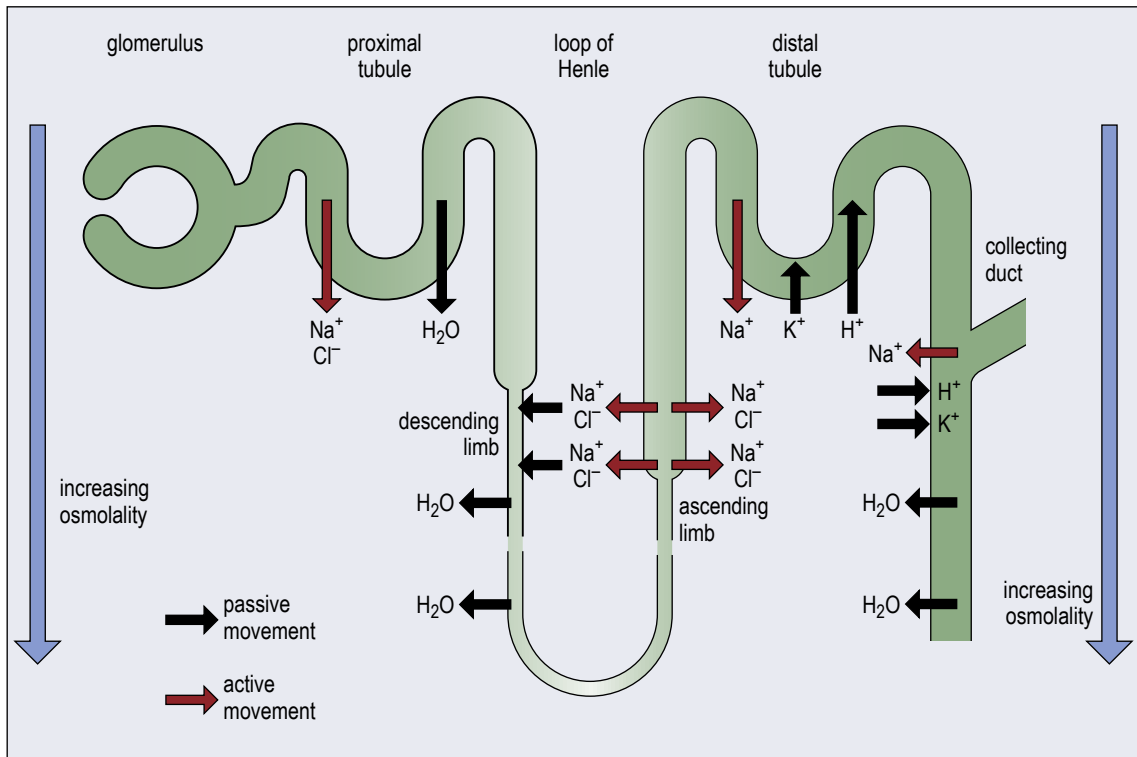 glomerulus
proximal
tubule
loop of
Henle
distal
tubule
collecting
duct
Na⁺
Cl⁻
H₂O
Na⁺
K⁺
H⁺
Na⁺
H⁺
K⁺
descending
limb
Na⁺
Cl⁻
Na⁺
Cl⁻
Na⁺
Cl⁻
Na⁺
Cl⁻
ascending
limb
H₂O
H₂O
H₂O
H₂O
increasing
osmolality
increasing
osmolality
passive
movement
active
movement